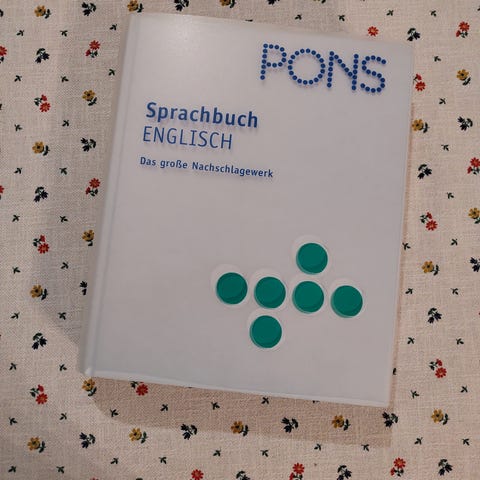 PONS
Sprachbuch
ENGLISCH
Das große Nachschlagewerk